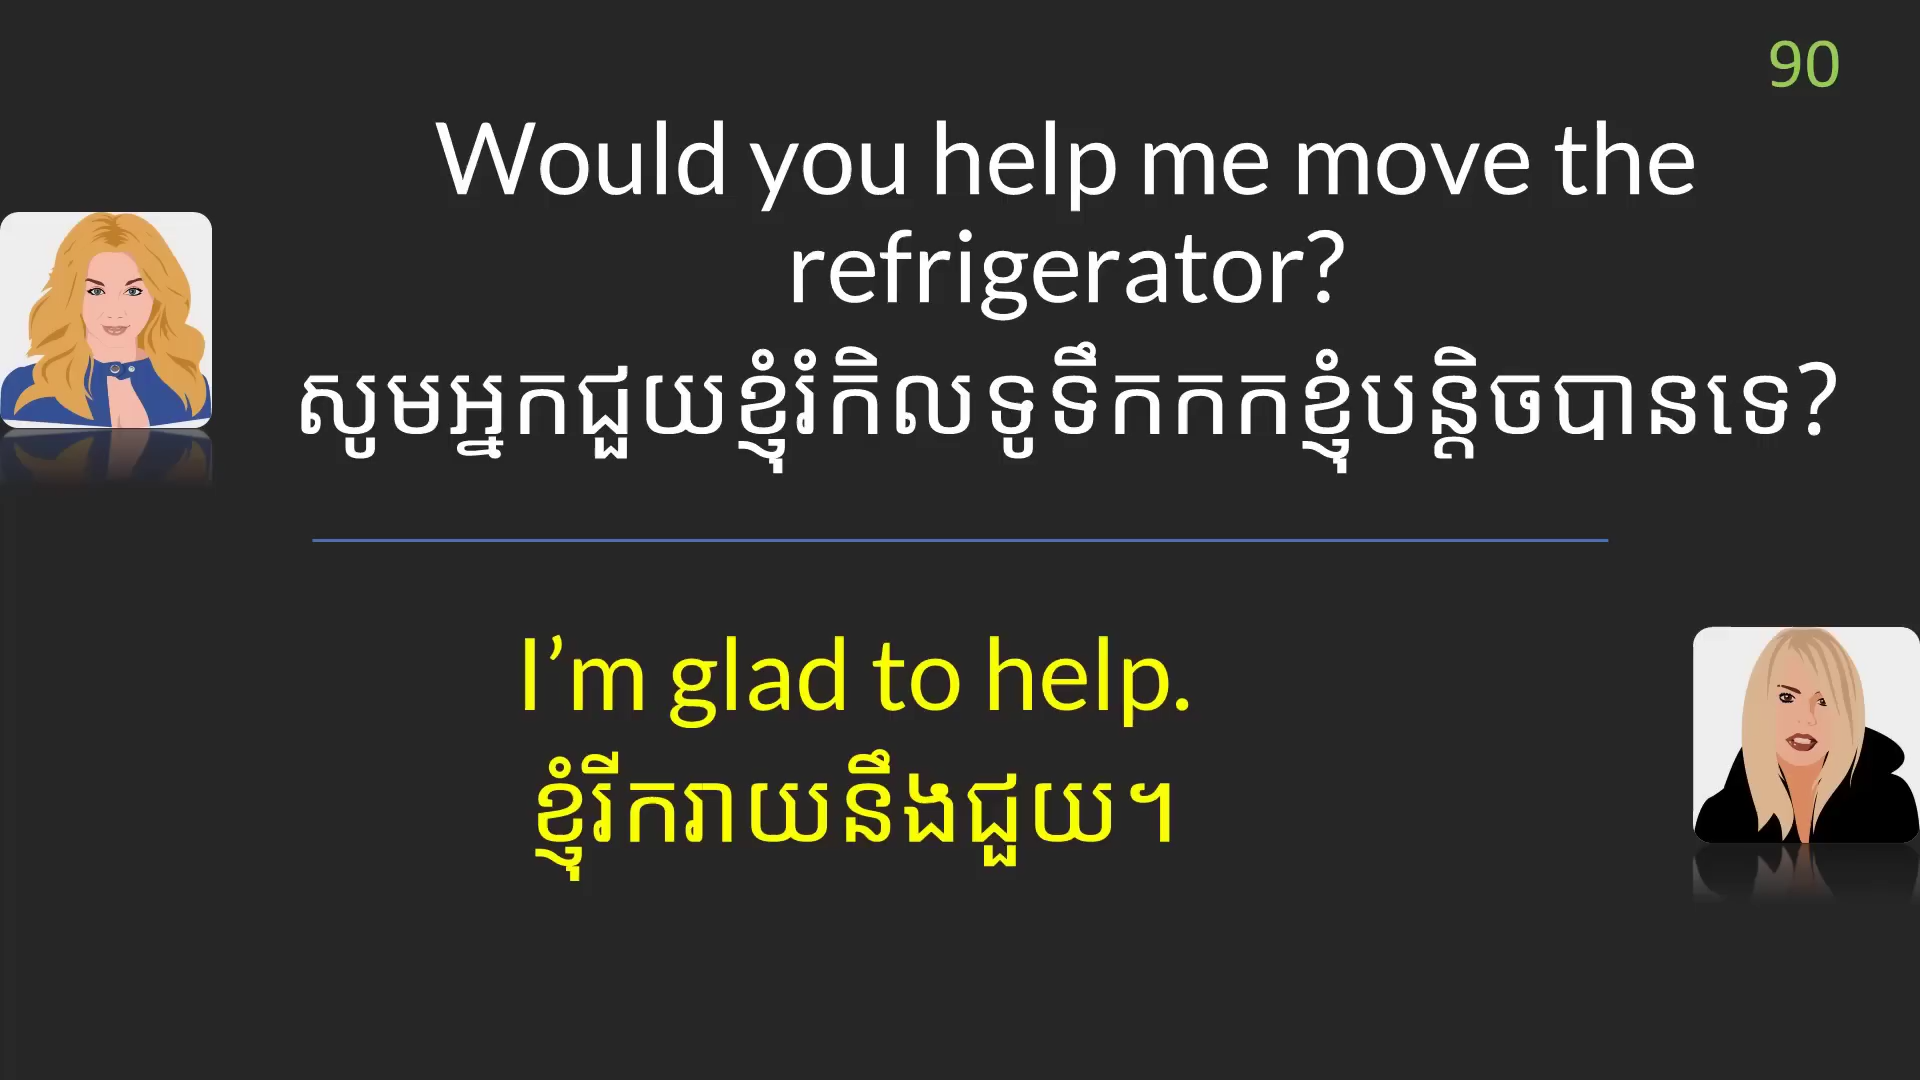 90
Would you help me move the
refrigerator?
សូមអ្នកជួយខ្ញុំរំកិលទូទឹកកកខ្ញុំបន្តិចបានទេ?
I’m glad to help.
ខ្ញុំរីករាយនឹងជួយ។